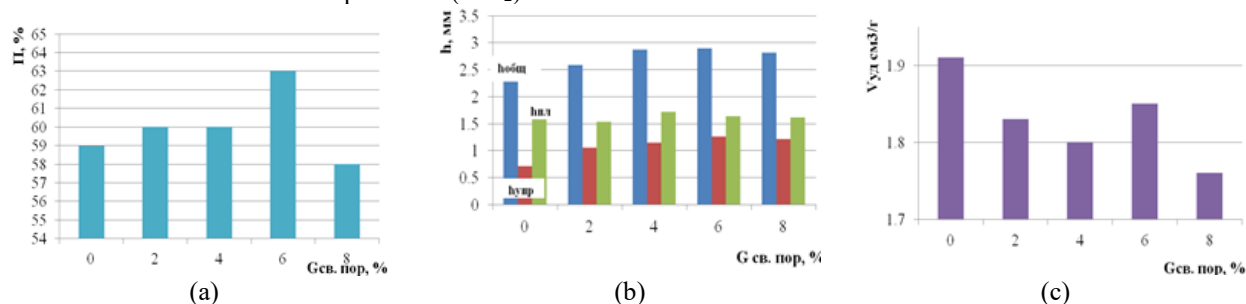 П, %
65
64
63
62
61
60
59
58
57
56
55
54
0 2 4 6 8
Gсв. пор, %
(a)
h, мм
3.5
3
2.5
2
1.5
1
0.5
0
hобщ
hпл
hупр
0 2 4 6 8
G св. пор, %
(b)
Vуд см3/г
1.9
1.8
1.7
0 2 4 6 8
Gсв. пор, %
(c)